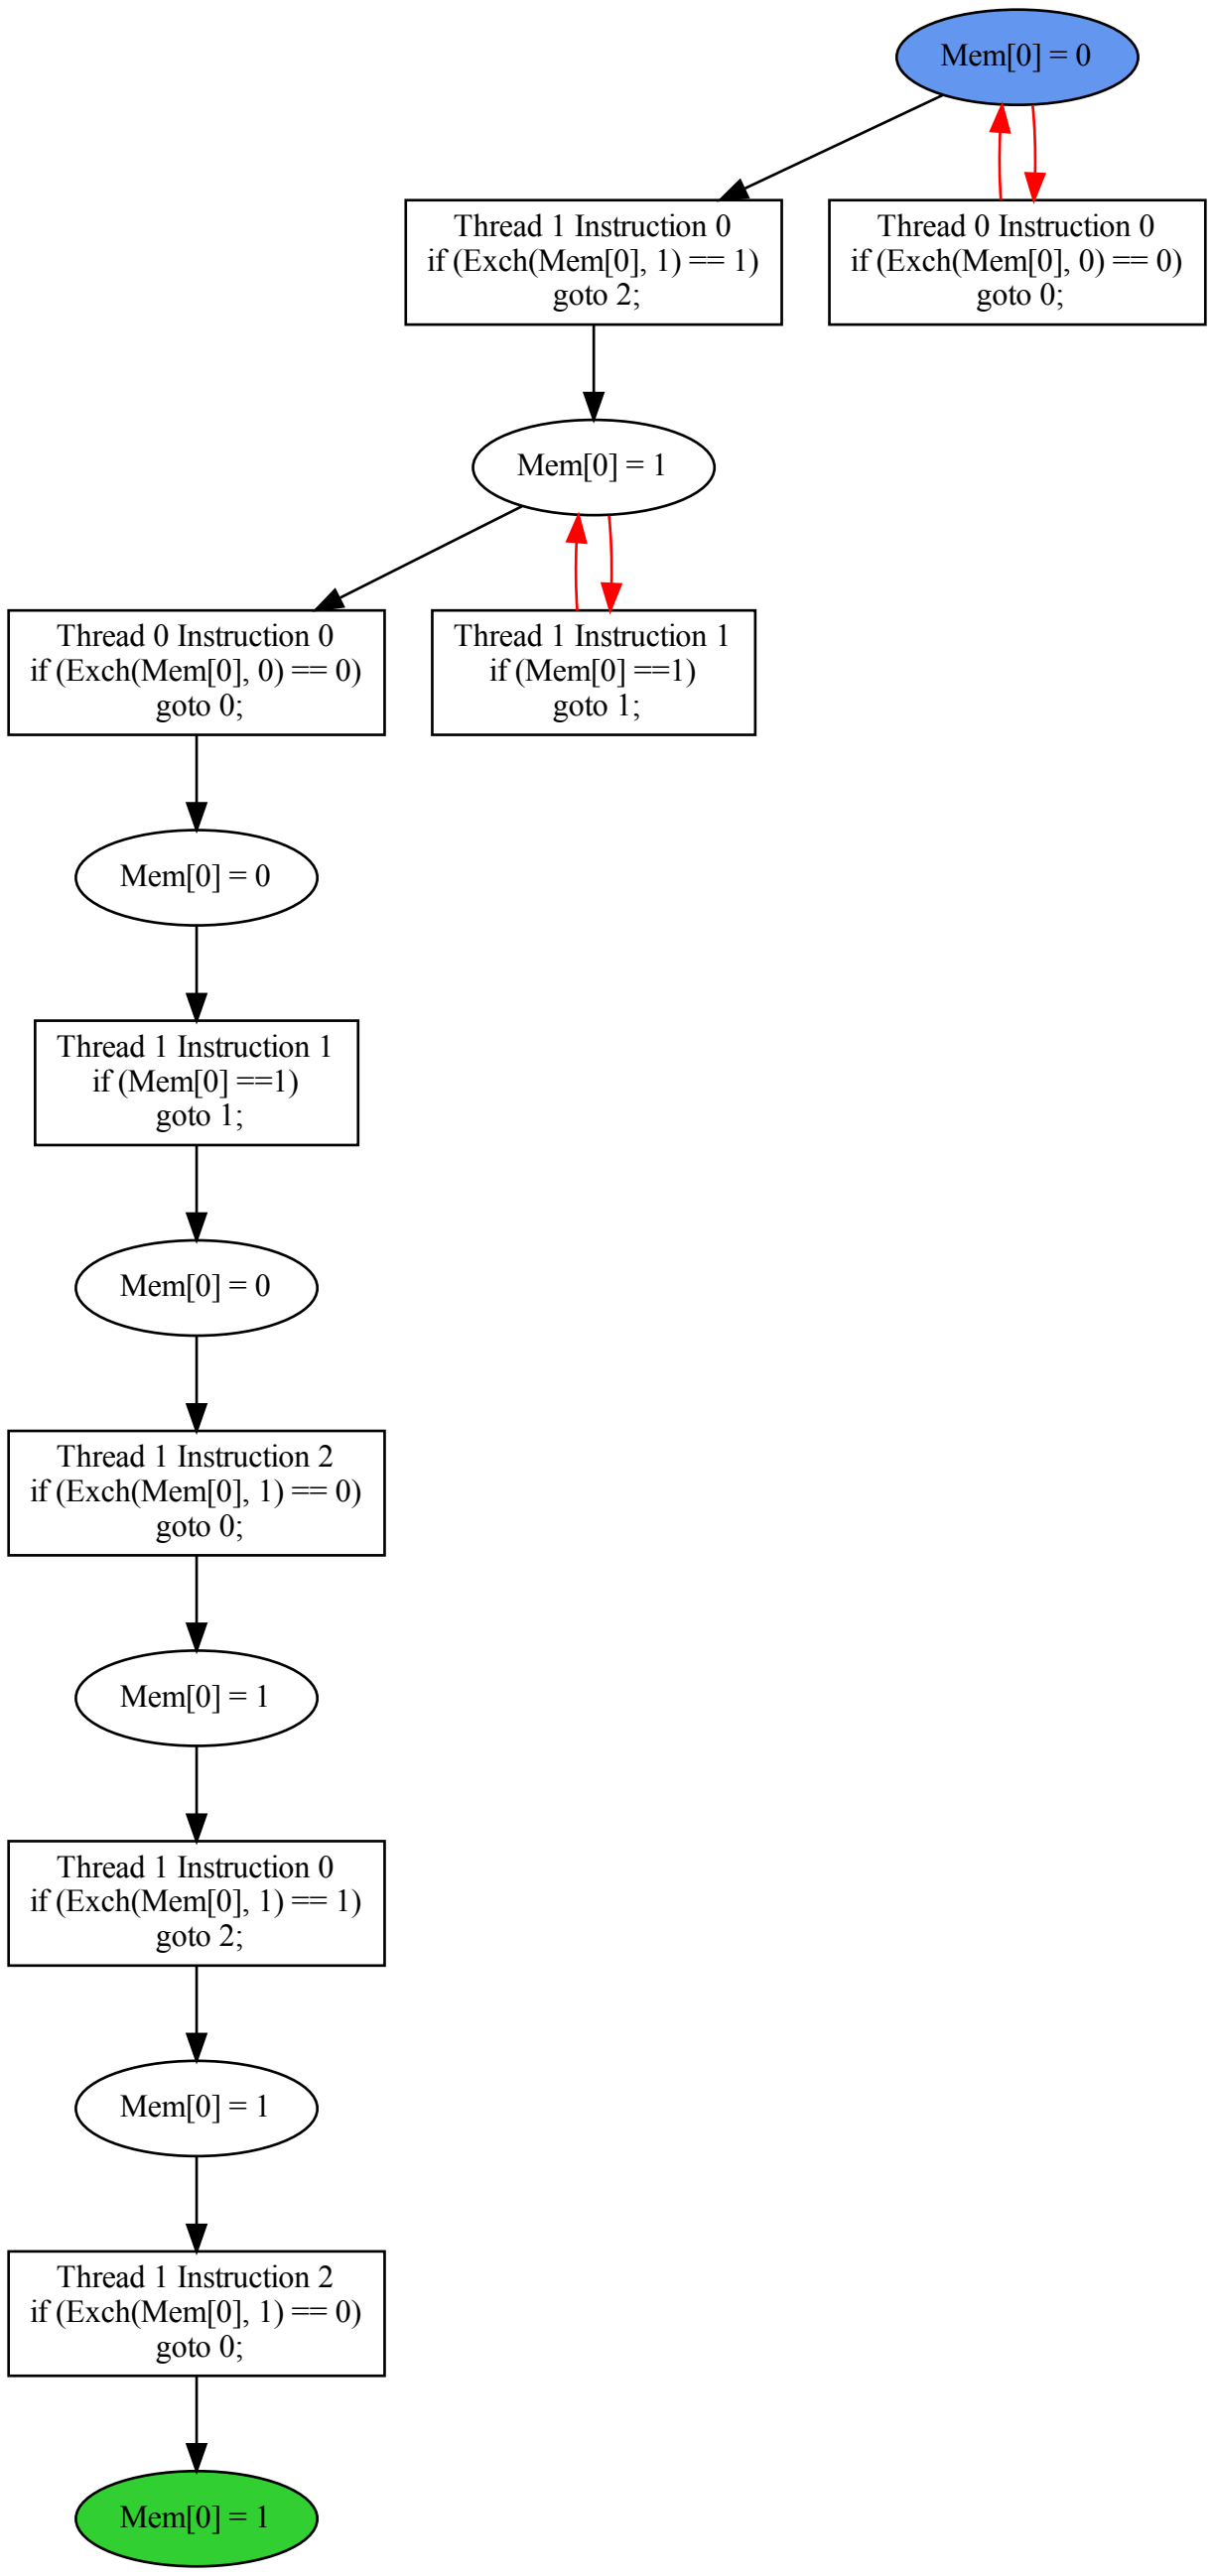 Mem[0] = 0
Thread 1 Instruction 0
if (Exch(Mem[0], 1) == 1)
goto 2;
Thread 0 Instruction 0
if (Exch(Mem[0], 0) == 0)
goto 0;
Mem[0] = 1
Thread 0 Instruction 0
if (Exch(Mem[0], 0) == 0)
goto 0;
Thread 1 Instruction 1
if (Mem[0] ==1)
goto 1;
Mem[0] = 0
Thread 1 Instruction 1
if (Mem[0] ==1)
goto 1;
Mem[0] = 0
Thread 1 Instruction 2
if (Exch(Mem[0], 1) == 0)
goto 0;
Mem[0] = 1
Thread 1 Instruction 0
if (Exch(Mem[0], 1) == 1)
goto 2;
Mem[0] = 1
Thread 1 Instruction 2
if (Exch(Mem[0], 1) == 0)
goto 0;
Mem[0] = 1